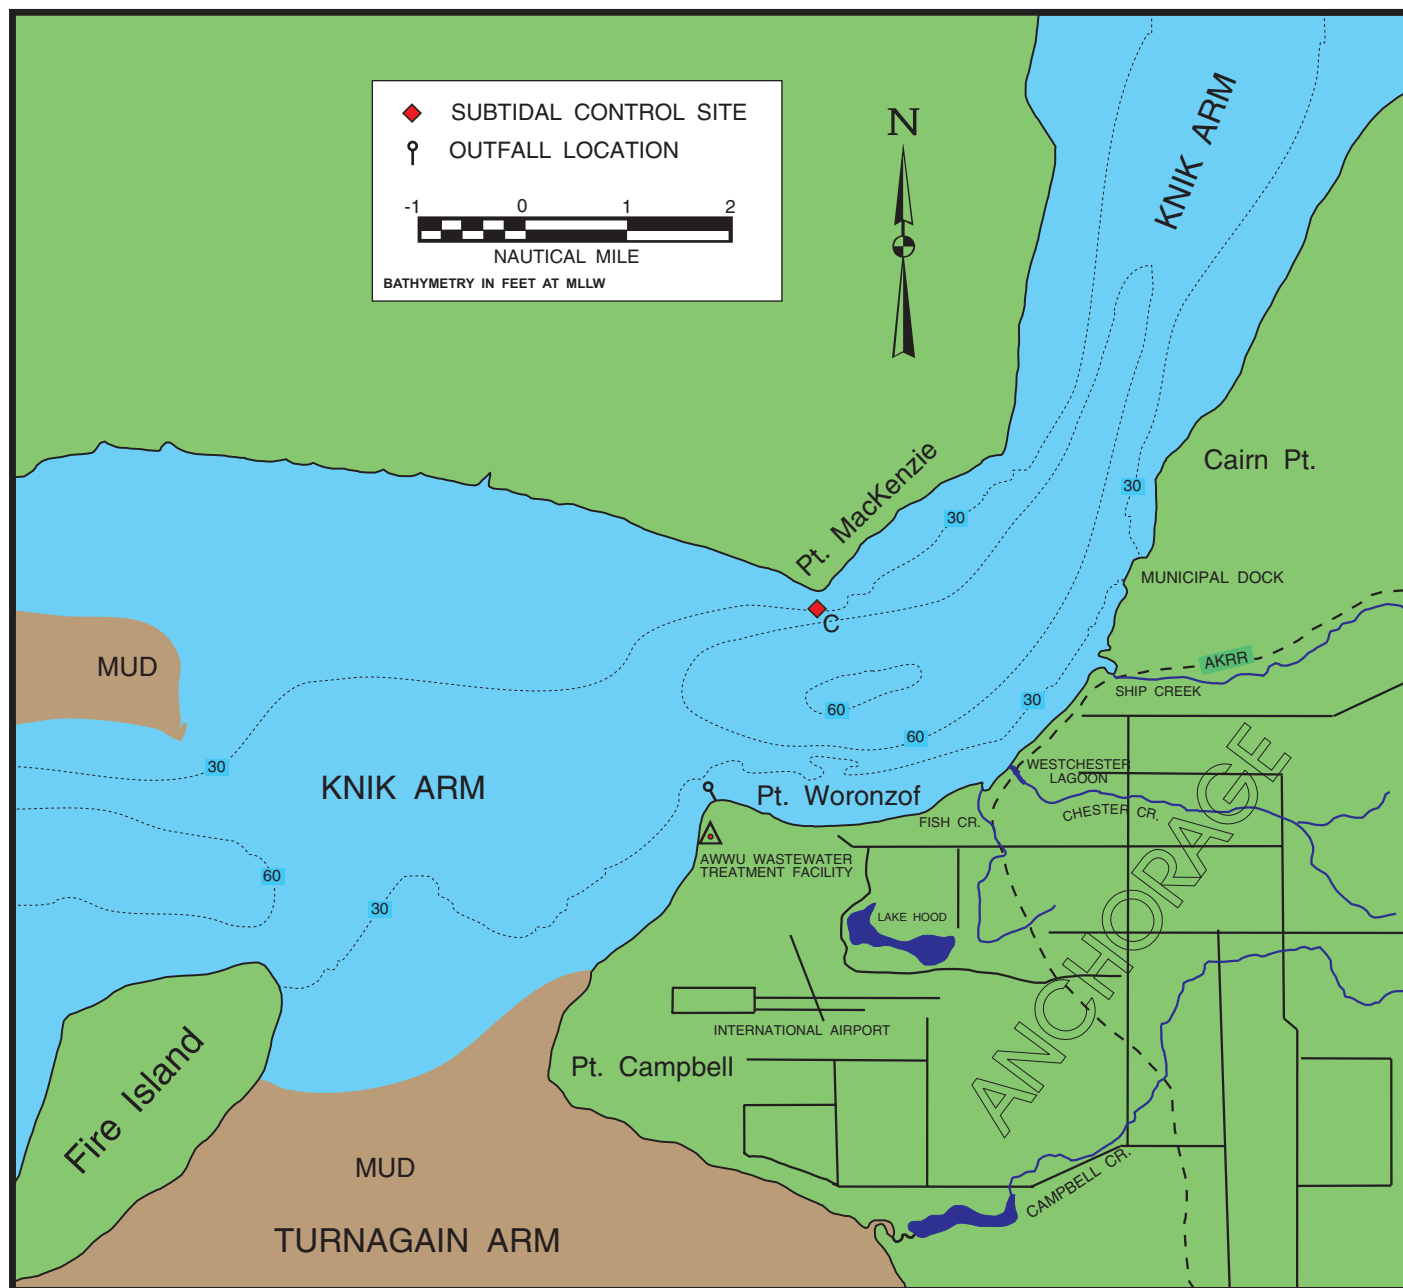 SUBTIDAL CONTROL SITE
OUTFALL LOCATION
-1 0 1 2
NAUTICAL MILE
BATHYMETRY IN FEET AT MLLW
N
KNIK ARM
Cairn Pt.
Pt. MacKenzie
30
30
MUNICIPAL DOCK
C
MUD
AKRR
SHIP CREEK
60
30
60
30
KNIK ARM
Pt. Woronzof
WESTCHESTER
LAGOON
CHESTER CR.
FISH CR.
ANCHORAGE
AWWU WASTEWATER
TREATMENT FACILITY
60
30
LAKE HOOD
INTERNATIONAL AIRPORT
Pt. Campbell
Fire Island
MUD
CAMPBELL CR.
TURNAGAIN ARM